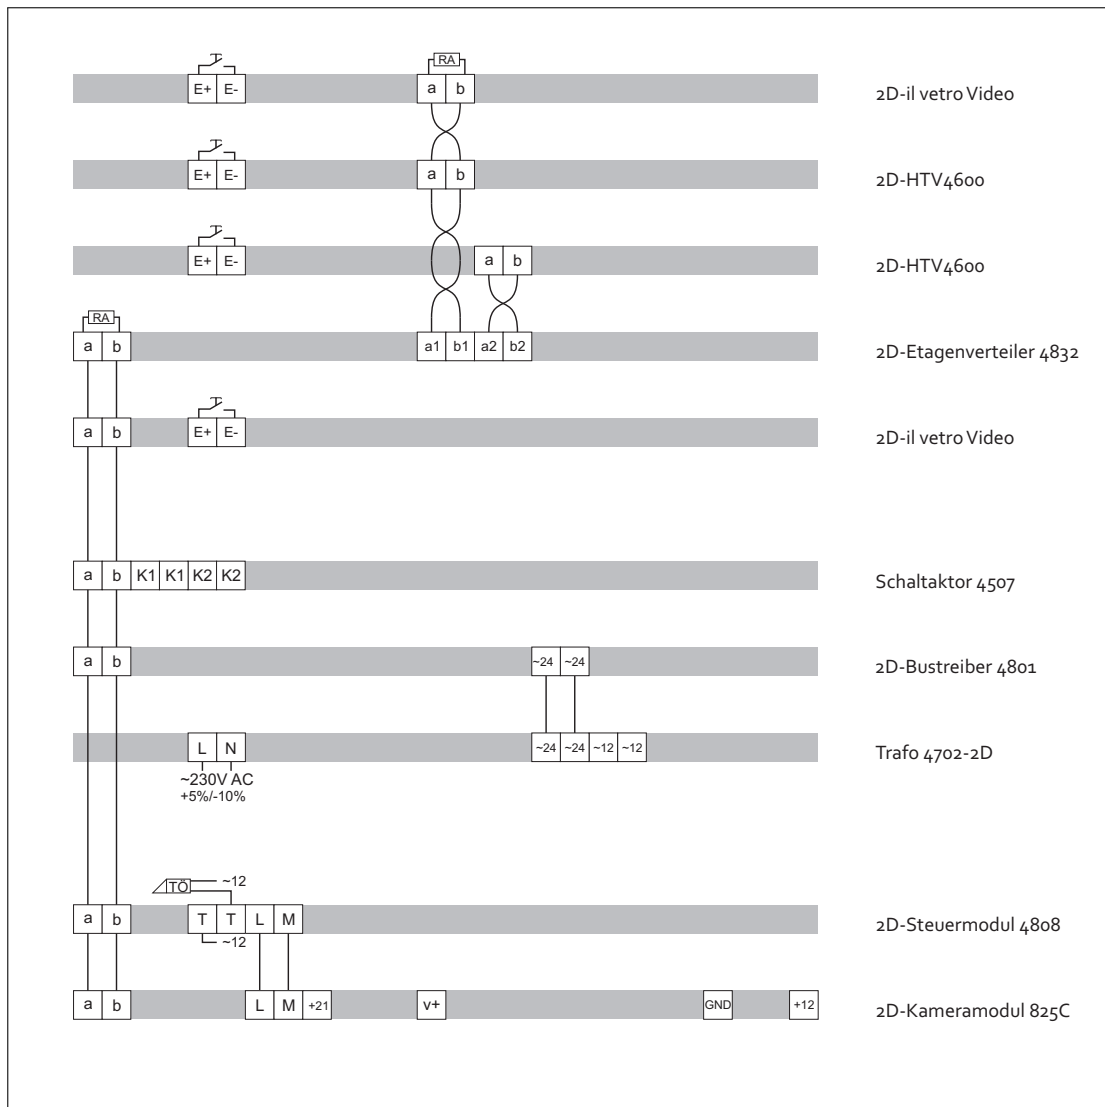 RA
E+ E- a b 2D-il vetro Video
E+ E- a b 2D-HTV4600
E+ E- a b 2D-HTV4600
RA
a b a1 b1 a2 b2 2D-Etagenverteiler 4832
a b E+ E- 2D-il vetro Video
a b K1 K1 K2 K2 Schaltaktor 4507
a b ~24 ~24 2D-Bustreiber 4801
L N ~24 ~24 ~12 ~12 Trafo 4702-2D
~230V AC
+5%/-10%
TÖ ~12
a b T T L M 2D-Steuermodul 4808
~12
a b L M +21 v+ GND +12 2D-Kameramodul 825C